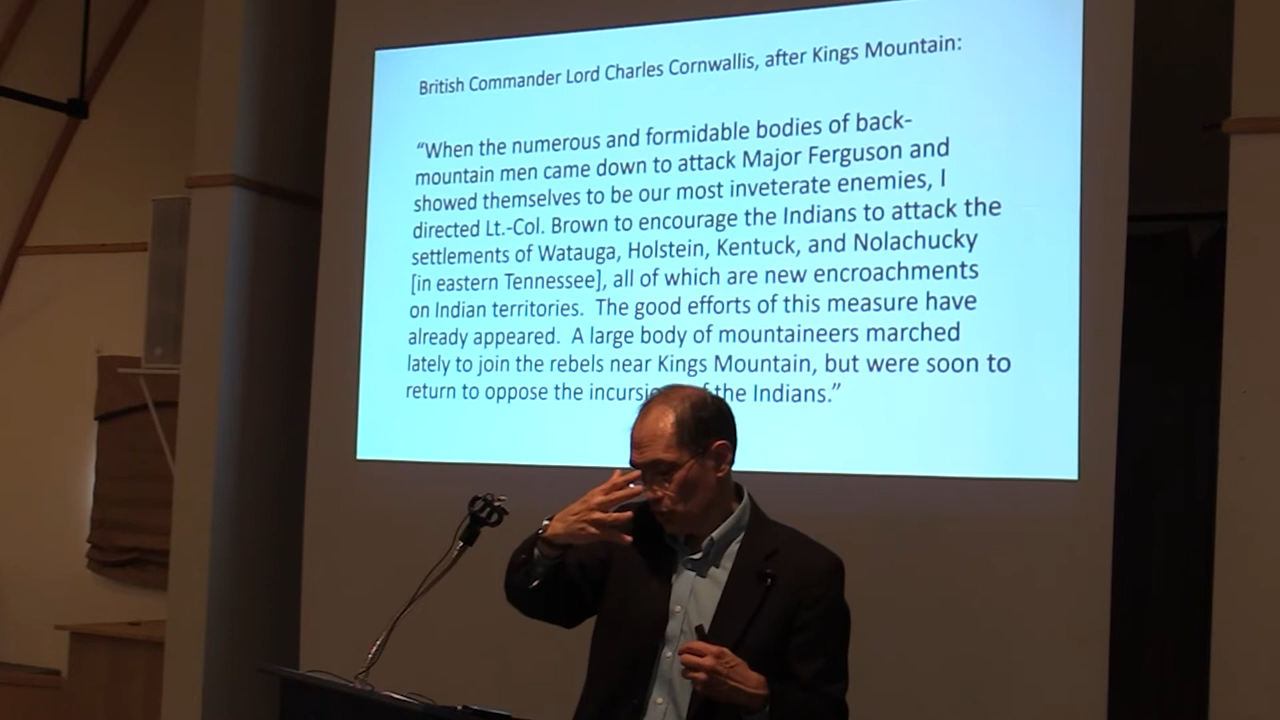 British Commander Lord Charles Cornwallis, after Kings Mountain:
“When the numerous and formidable bodies of back-
mountain men came down to attack Major Ferguson and
showed themselves to be our most inveterate enemies, I
directed Lt.-Col. Brown to encourage the Indians to attack the
settlements of Watauga, Holstein, Kentuck, and Nolachucky
[in eastern Tennessee], all of which are new encroachments
on Indian territories.  The good efforts of this measure have
already appeared.  A large body of mountaineers marched
lately to join the rebels near Kings Mountain, but were soon to
return to oppose the the Indians.”